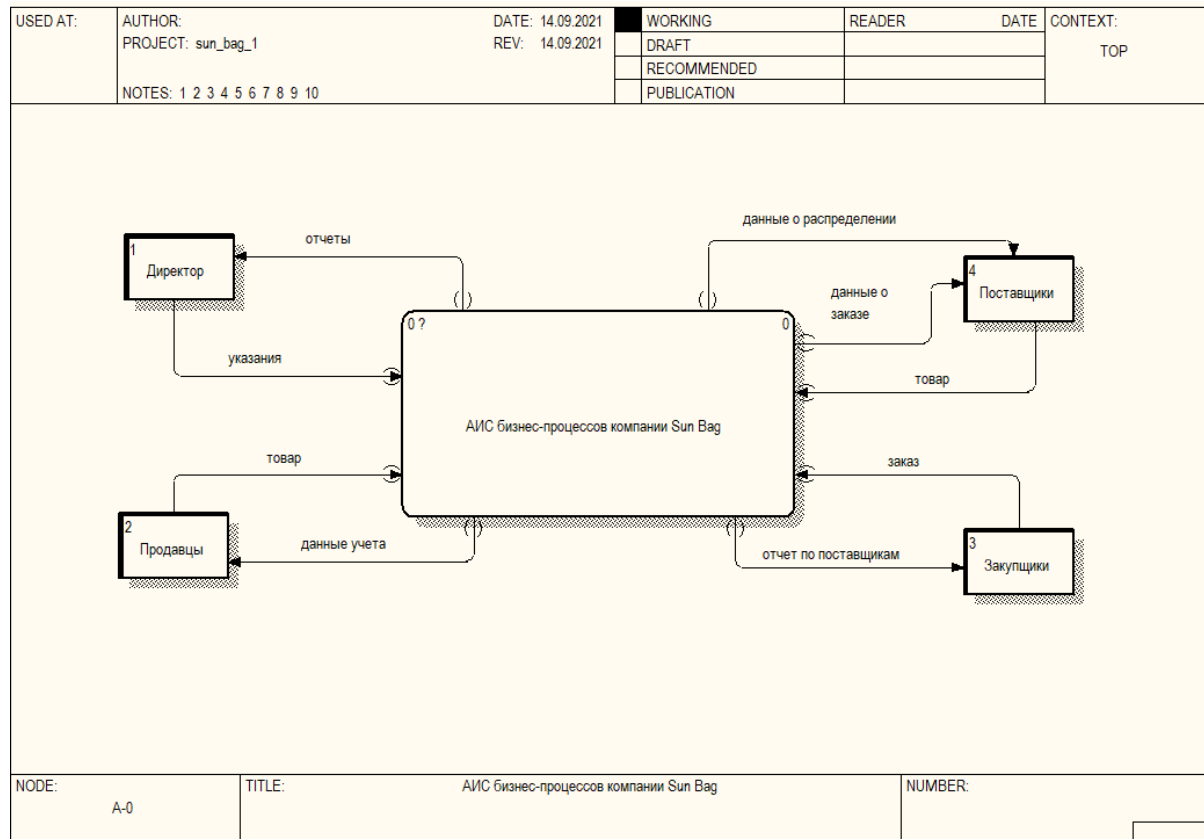 USED AT:
AUTHOR:
DATE: 14.09.2021
PROJECT: sun_bag_1
REV: 14.09.2021
NOTES: 1 2 3 4 5 6 7 8 9 10
WORKING
DRAFT
RECOMMENDED
PUBLICATION
READER
DATE
CONTEXT:
TOP
данные о распределении
отчеты
1
Директор
4
Поставщики
данные о
заказе
0 ?
0
указания
товар
АИС бизнес-процессов компании Sun Bag
товар
заказ
2
Продавцы
данные учета
отчет по поставщикам
3
Закупщики
NODE:
A-0
TITLE:
АИС бизнес-процессов компании Sun Bag
NUMBER: